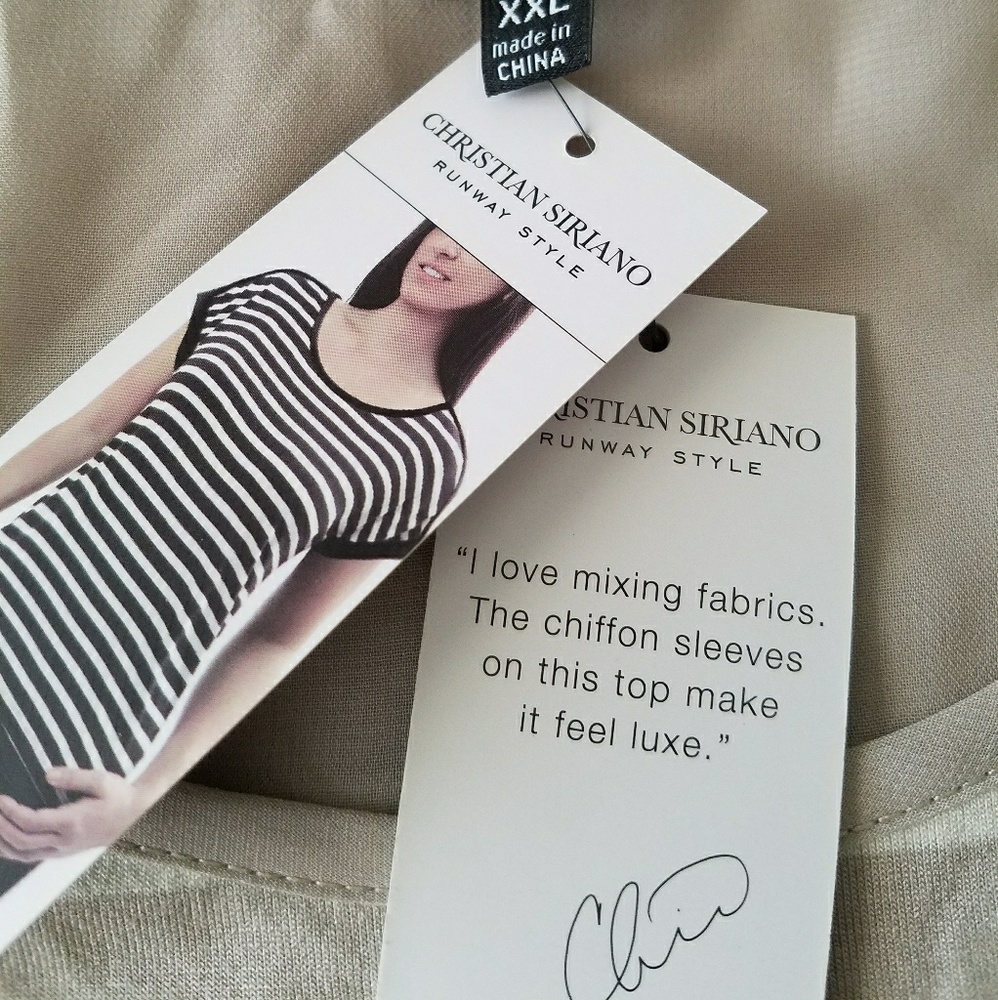 XXL
made in
CHINA
CHRISTIAN SIRIANO
RUNWAY STYLE
RISTIAN SIRIANO
RUNWAY STYLE
“I love mixing fabrics.
The chiffon sleeves
on this top make
it feel luxe.”